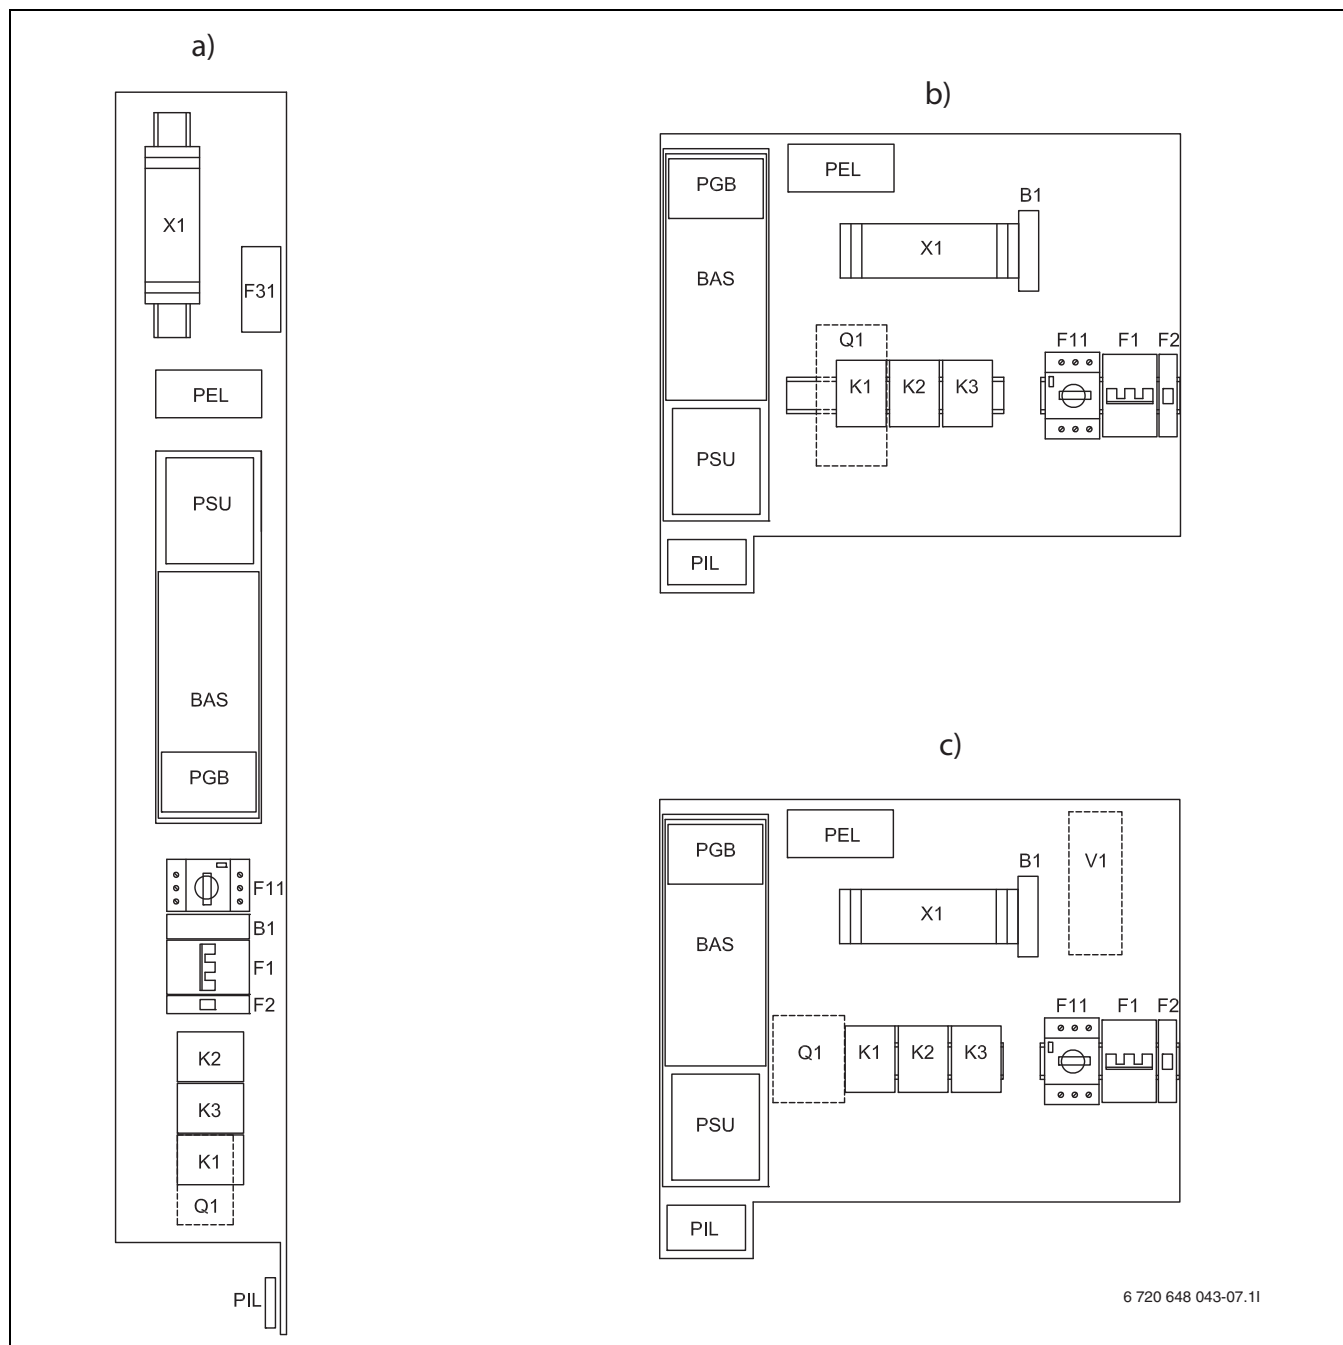 a)
X1
F31
PEL
PSU
BAS
PGB
F11
B1
F1
F2
K2
K3
K1
Q1
PIL
b)
PGB
PEL
B1
X1
BAS
Q1
F11
F1
F2
K1
K2
K3
PSU
PIL
c)
PGB
PEL
B1
V1
X1
BAS
F11
F1
F2
Q1
K1
K2
K3
PSU
PIL
6 720 648 043-07.1I